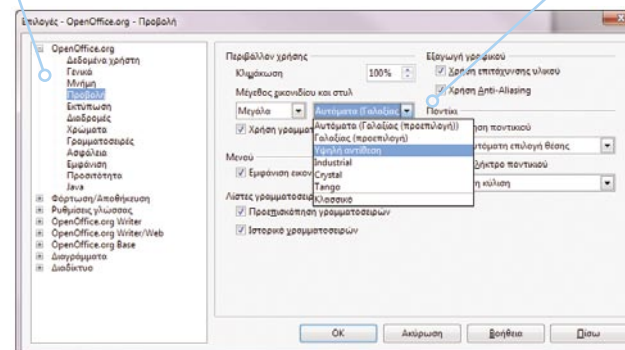 Επιλογές - OpenOffice.org - Προβολή
OpenOffice.org
Δεδομένα χρήστη
Γενικά
Μνήμη
Προβολή
Εκτύπωση
Διαδρομές
Χρώματα
Γραμματοσειρές
Ασφάλεια
Εμφάνιση
Προσιτότητα
Java
Φόρτωση/Αποθήκευση
Ρυθμίσεις γλώσσας
OpenOffice.org Writer
OpenOffice.org Writer/Web
OpenOffice.org Base
Διαγράμματα
Διαδίκτυο
Περιβάλλον χρήσης
Κλιμάκωση 100%
Μέγεθος εικονιδίου και στυλ
Μεγάλα Αυτόματα (Γαλαξίας
Αυτόματα (Γαλαξίας (προεπιλογή))
Γαλαξίας (προεπιλογή)
Υψηλή αντίθεση
Industrial
Crystal
Tango
Κλασσικό
Χρήση γραμματ
Μενού
Εμφάνιση εικον
Λίστες γραμματοσειρ
Προεπισκόπηση γραμματοσειρών
Ιστορικό γραμματοσειρών
Εξαγωγή γραφικού
Χρήση επιτάχυνσης υλικού
Χρήση Anti-Aliasing
Ποντίκι
ηση ποντικιού
τόματη επιλογή θέσης
λήκτρο ποντικιού
η κύλιση
OK Ακύρωση Βοήθεια Πίσω